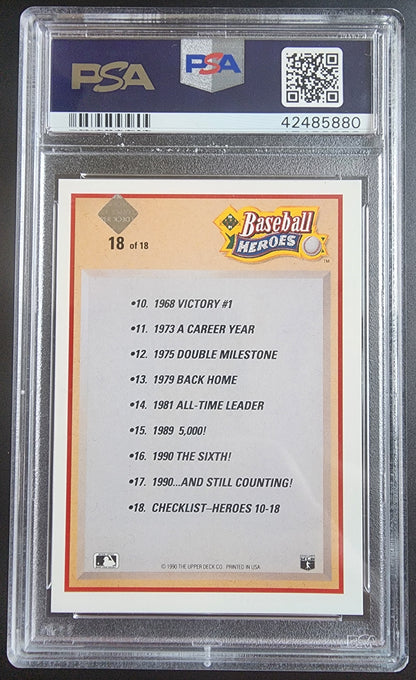 PSA
PSA
42485880
18 of 18
Baseball
HEROES
TM
•10. 1968 VICTORY #1
•11. 1973 A CAREER YEAR
•12. 1975 DOUBLE MILESTONE
•13. 1979 BACK HOME
•14. 1981 ALL-TIME LEADER
•15. 1989 5,000!
•16. 1990 THE SIXTH!
•17. 1990...AND STILL COUNTING!
•18. CHECKLIST–HEROES 10-18
© 1990 THE UPPER DECK CO. PRINTED IN USA
PSA